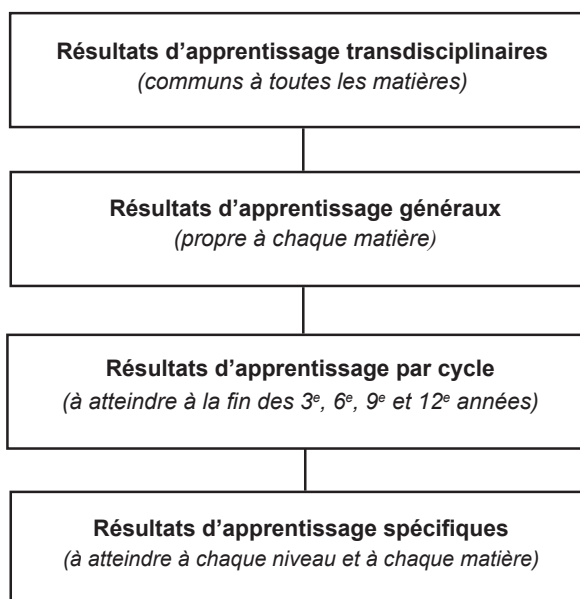 Résultats d’apprentissage transdisciplinaires
(communs à toutes les matières)
Résultats d’apprentissage généraux
(propre à chaque matière)
Résultats d’apprentissage par cycle
(à atteindre à la fin des 3e, 6e, 9e et 12e années)
Résultats d’apprentissage spécifiques
(à atteindre à chaque niveau et à chaque matière)